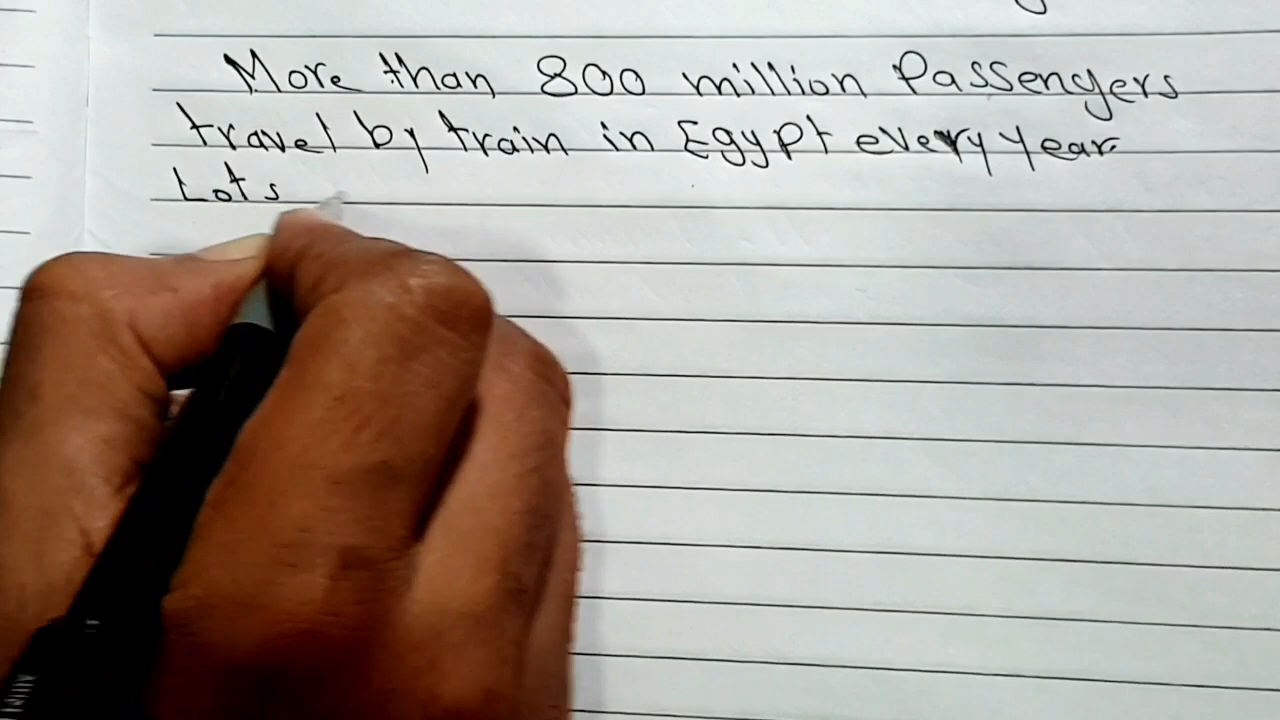 More than 800 million Passengers
travel by train in Egypt every year
Lots